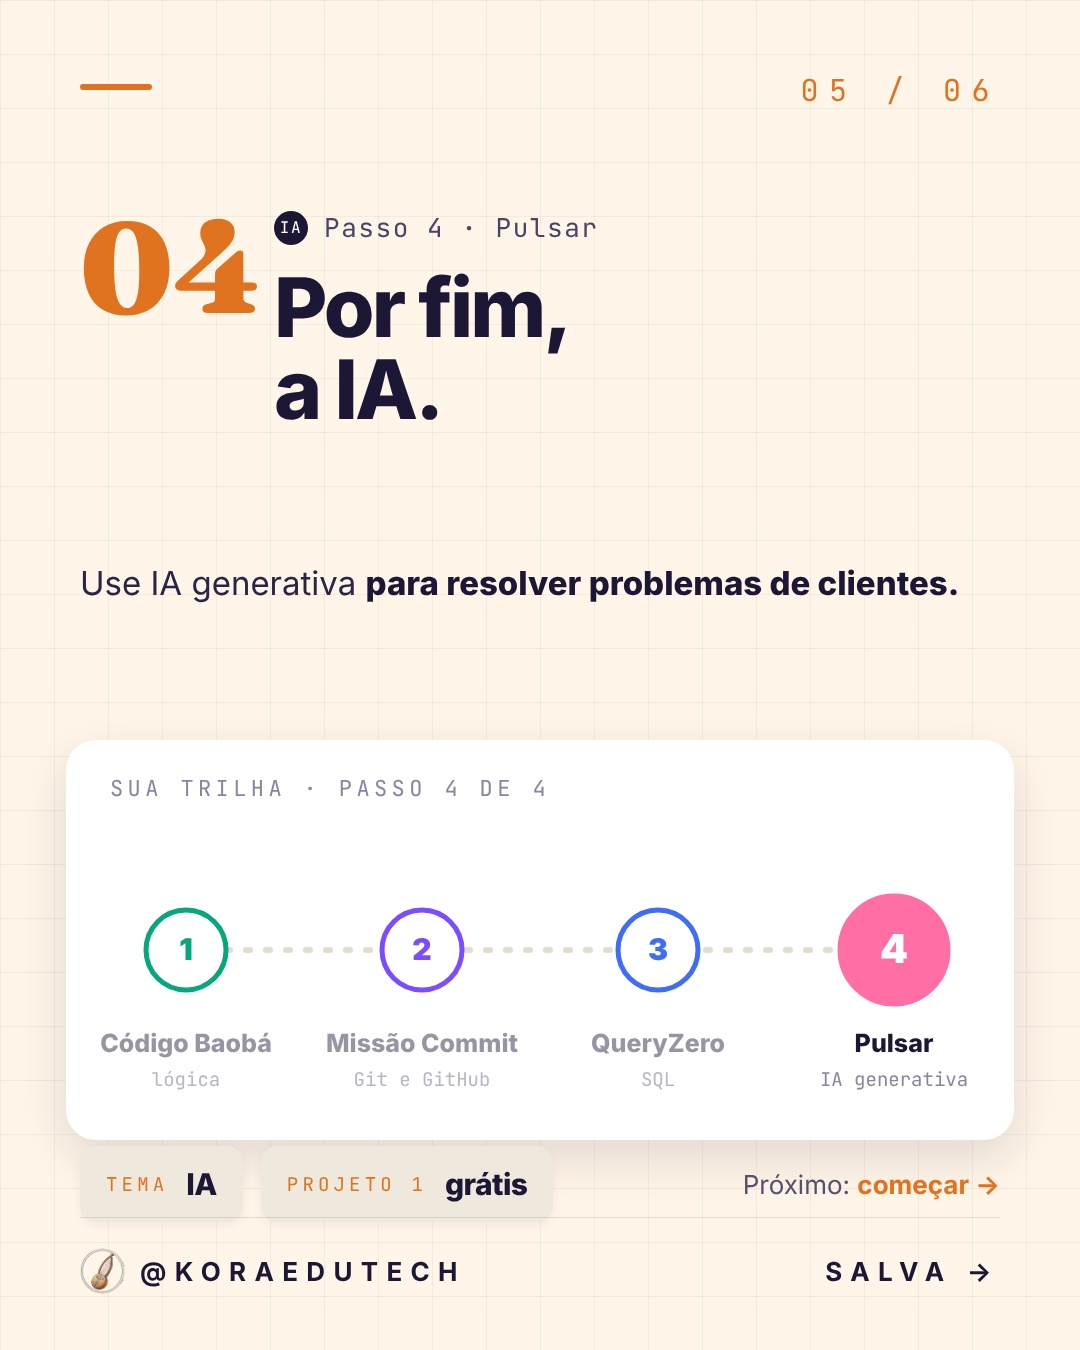 05 / 06
04
IA Passo 4 · Pulsar
Por fim,
a IA.
Use IA generativa para resolver problemas de clientes.
SUA TRILHA · PASSO 4 DE 4
1 2 3 4
Código Baobá Missão Commit QueryZero Pulsar
lógica Git e GitHub SQL IA generativa
TEMA IA PROJETO 1 grátis Próximo: começar →
@KORAEDUTECH SALVA →